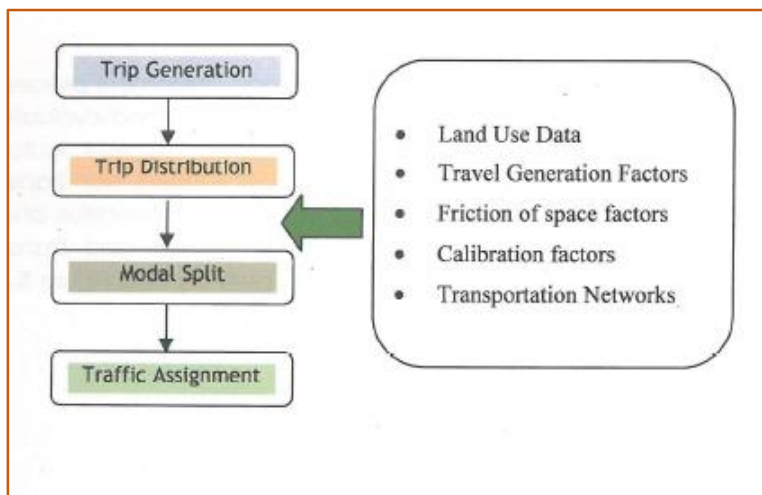 Trip Generation
Trip Distribution
Modal Split
Traffic Assignment
• Land Use Data
• Travel Generation Factors
• Friction of space factors
• Calibration factors
• Transportation Networks